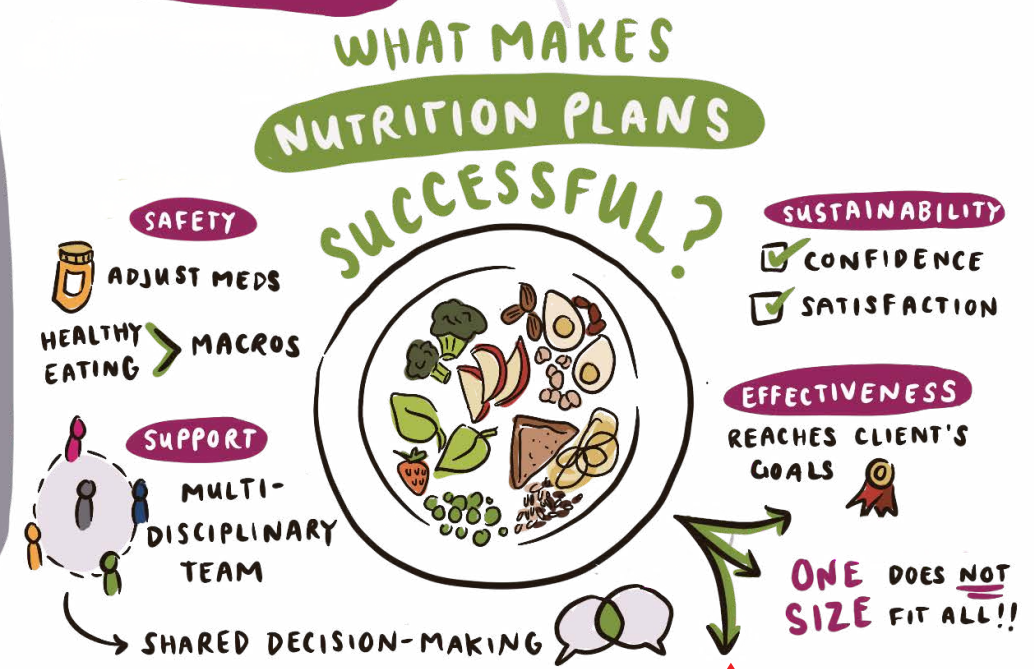 WHAT MAKES
NUTRITION PLANS
SUCCESSFUL?
SAFETY
ADJUST MEDS
HEALTHY
EATING > MACROS
SUPPORT
MULTI-
DISCIPLINARY
TEAM
SHARED DECISION-MAKING
SUSTAINABILITY
CONFIDENCE
SATISFACTION
EFFECTIVENESS
REACHES CLIENT'S
GOALS
ONE DOES NOT
SIZE FIT ALL!!